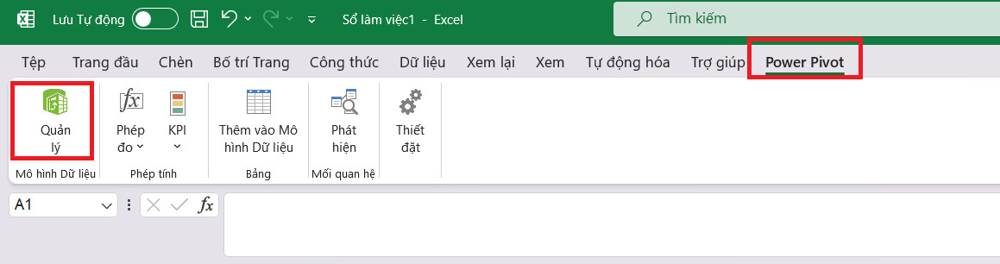 Lưu Tự động
Sổ làm việc1 - Excel
Tìm kiếm
Tệp Trang đầu Chèn Bố trí Trang Công thức Dữ liệu Xem lại Xem Tự động hóa Trợ giúp Power Pivot
Quản
lý
Mô hình Dữ liệu
fx
Phép
đo
KPI
Phép tính
Thêm vào Mô
hình Dữ liệu
Bảng
Phát
hiện
Mối quan hệ
Thiết
đặt
A1
fx